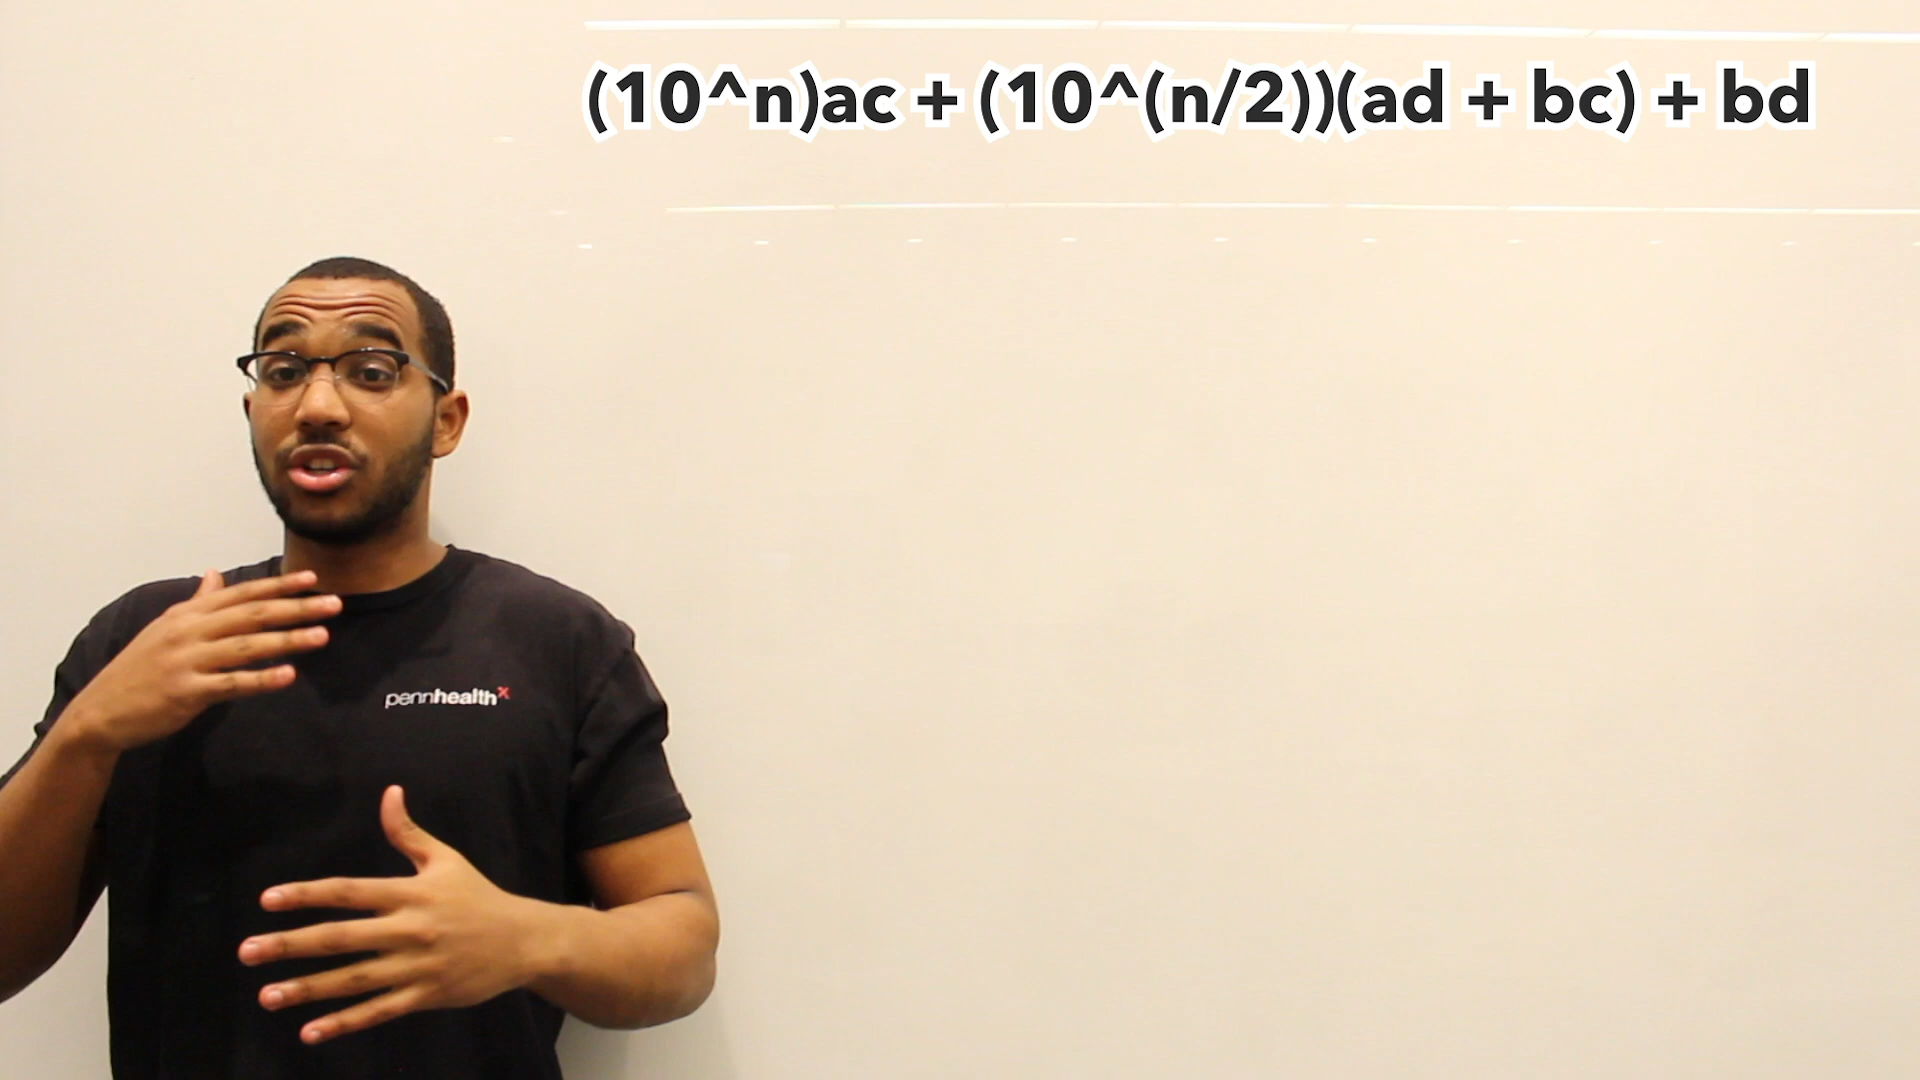 (10^n)ac + (10^(n/2))(ad + bc) + bd
pennhealthx